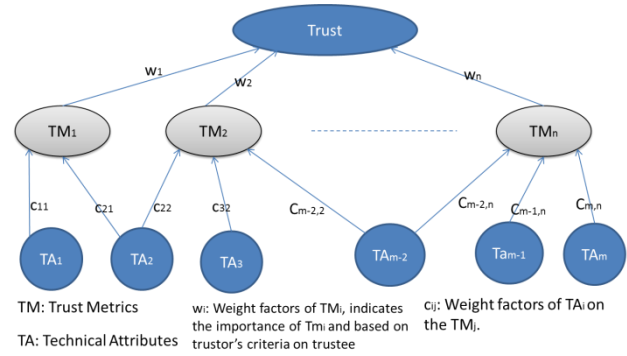 Trust
w1
w2
wn
TM1
TM2
TMn
c11
c21
c22
c32
Cm-2,2
Cm-2,n
Cm-1,n
Cm,n
TA1
TA2
TA3
TAm-2
Tam-1
TAm
TM: Trust Metrics
TA: Technical Attributes
wi: Weight factors of TMi, indicates
the importance of Tmi and based on
trustor's criteria on trustee
cij: Weight factors of TAi on
the TMj.